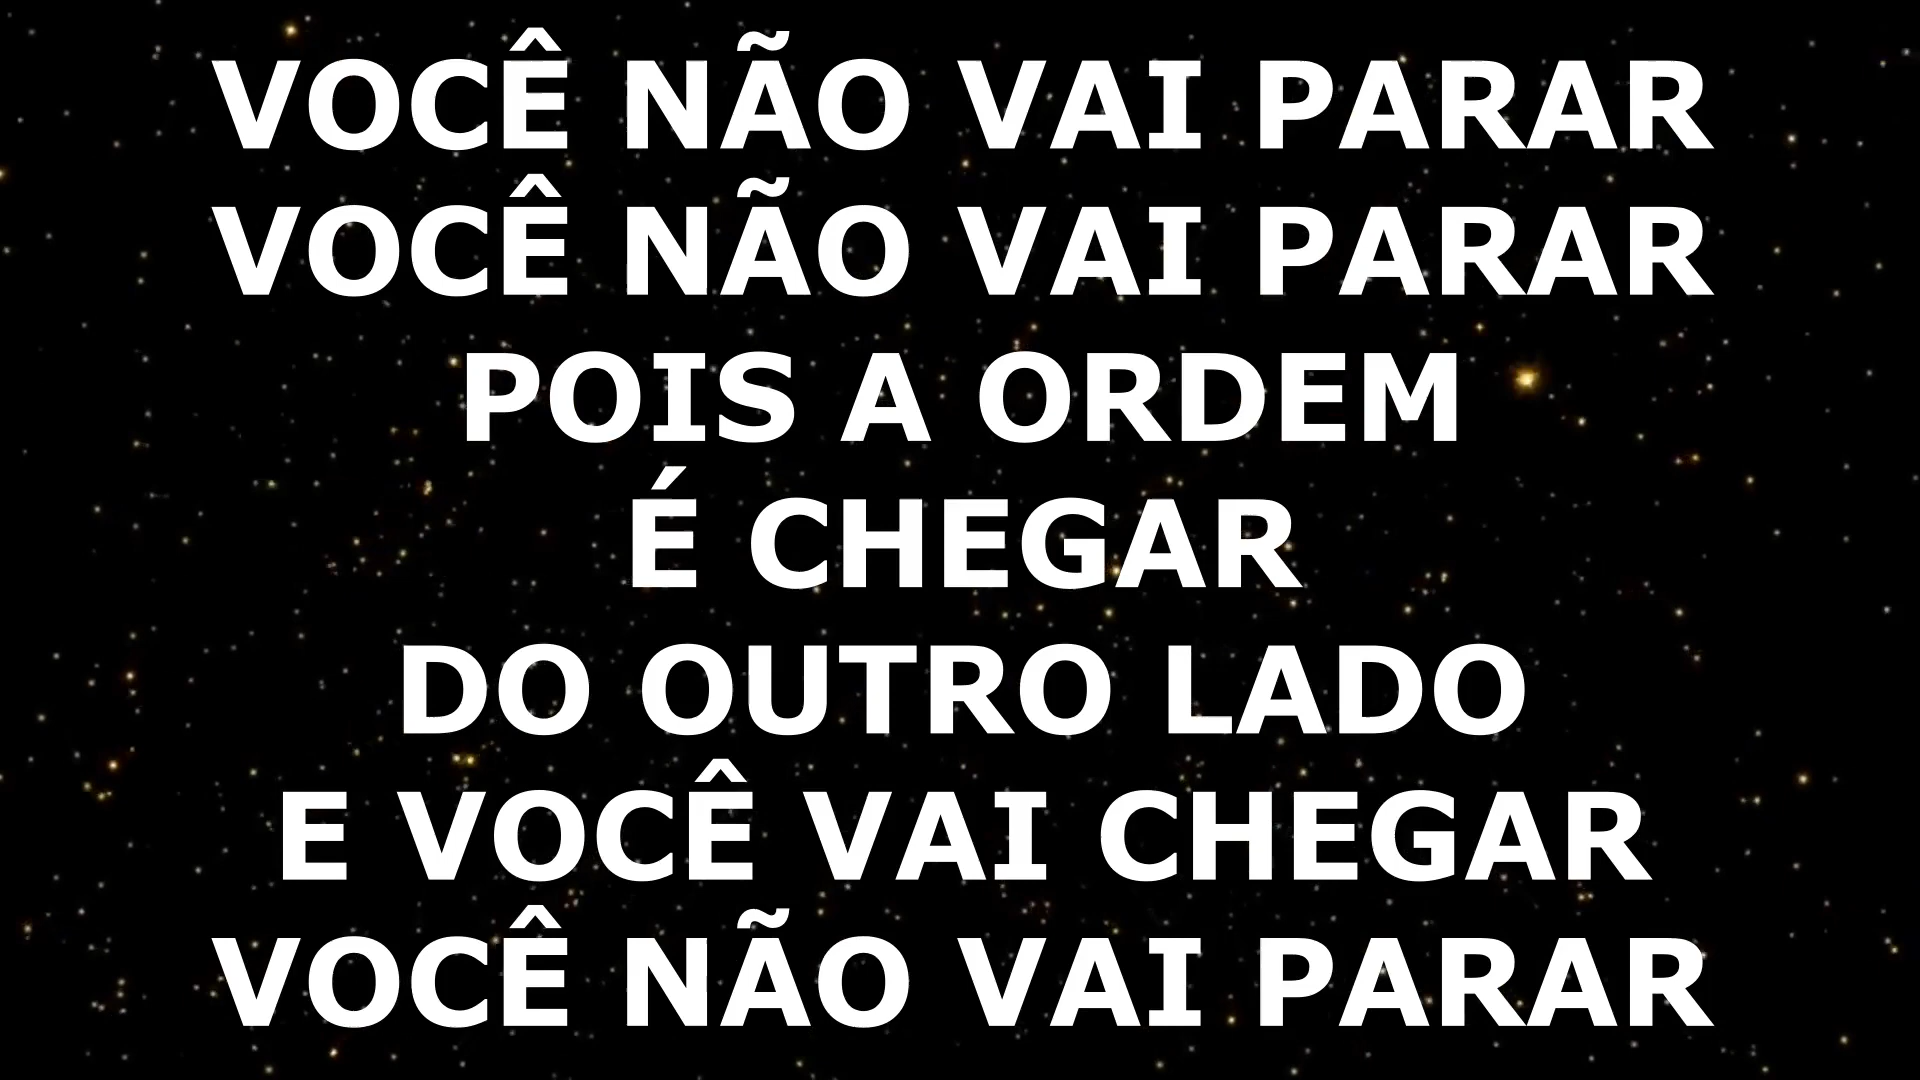 VOCÊ NÃO VAI PARAR
VOCÊ NÃO VAI PARAR
POIS A ORDEM
É CHEGAR
DO OUTRO LADO
E VOCÊ VAI CHEGAR
VOCÊ NÃO VAI PARAR